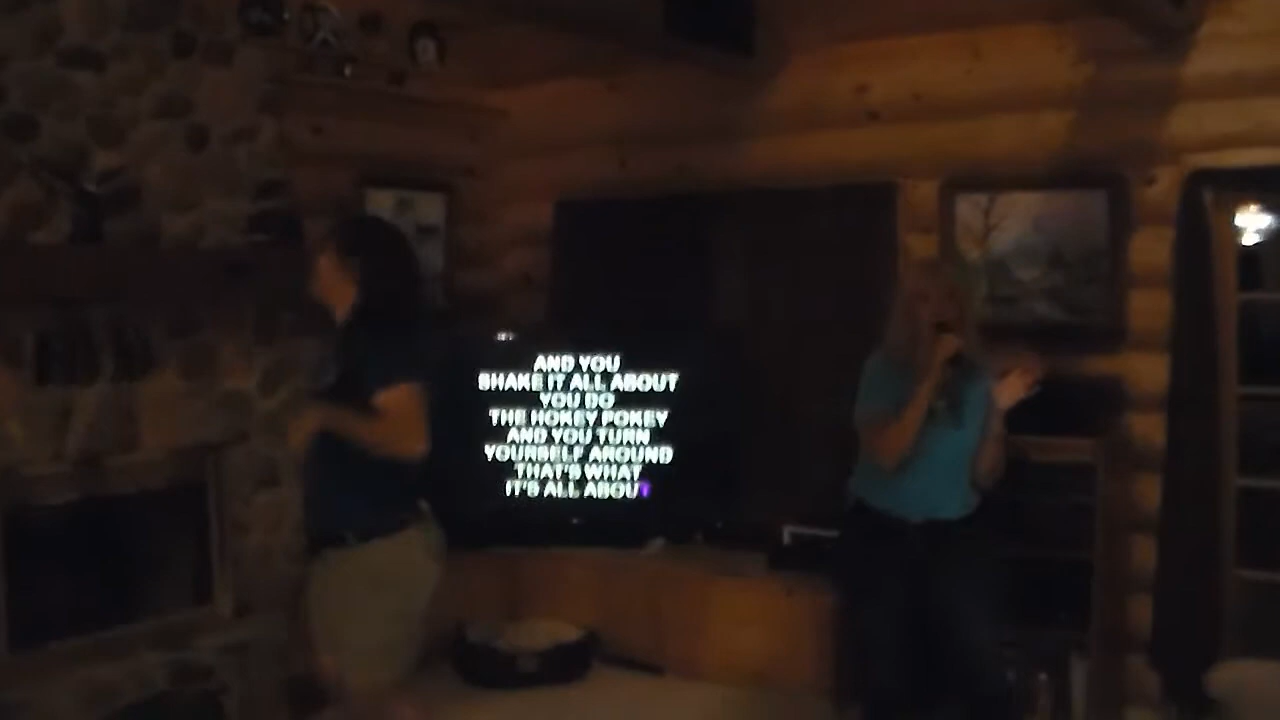 AND YOU
SHAKE IT ALL ABOUT
YOU DO
THE HOKEY POKEY
AND YOU TURN
YOURSELF AROUND
THAT'S WHAT
IT'S ALL ABOUT